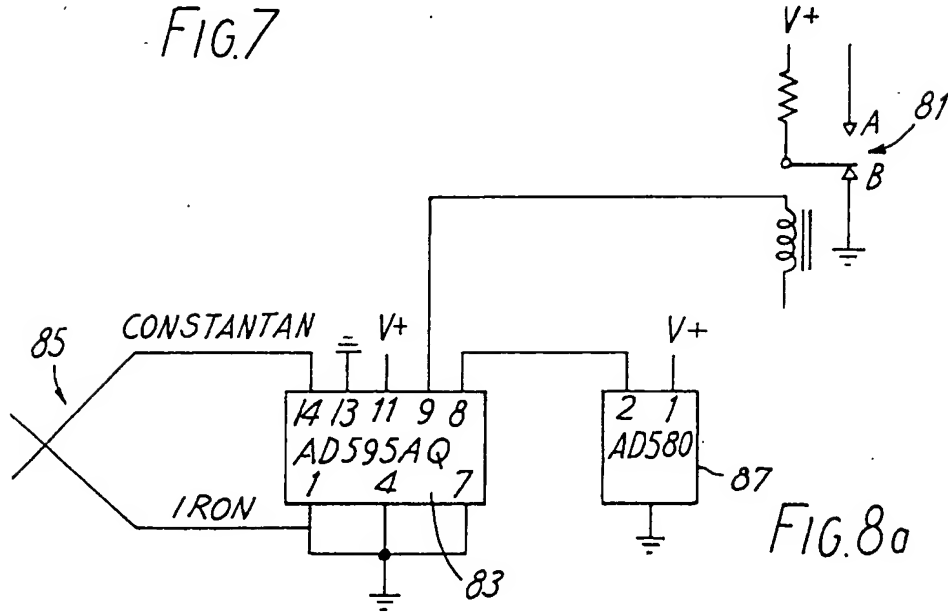 FIG.7
V+
A
81
B
CONSTANTAN
V+
V+
85
14 13 11 9 8
2 1
AD595AQ
AD580
1 4 7
87
IRON
83
FIG.8a